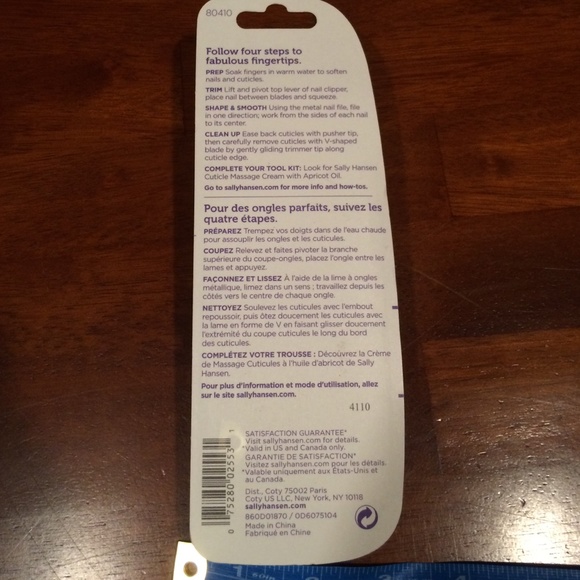 80410
Follow four steps to
fabulous fingertips.
PREP Soak fingers in warm water to soften
nails and cuticles.
TRIM Lift and pivot top lever of nail clipper,
place nail between blades and squeeze.
SHAPE & SMOOTH Using the metal nail file, file
in one direction; work from the sides of each nail
to its center.
CLEAN UP Ease back cuticles with pusher tip,
then carefully remove cuticles with V-shaped
blade by gently gliding trimmer tip along
cuticle edge.
COMPLETE YOUR TOOL KIT: Look for Sally Hansen
Cuticle Massage Cream with Apricot Oil.
Go to sallyhansen.com for more info and how-tos.
Pour des ongles parfaits, suivez les
quatre étapes.
PRÉPAREZ Trempez vos doigts dans de l'eau chaude
pour assouplir les ongles et les cuticules.
COUPEZ Relevez et faites pivoter la branche
supérieure du coupe-ongles, placez l'ongle entre les
lames et appuyez.
FAÇONNEZ ET LISSEZ À l'aide de la lime à ongles
métallique, limez dans un sens : travaillez depuis les
côtés vers le centre de chaque ongle.
NETTOYEZ Soulevez les cuticules avec l'embout
repoussoir, puis ôtez doucement les cuticules avec
la lame en forme de V en faisant glisser doucement
l'extrémité du coupe cuticules le long du bord
des cuticules.
COMPLÉTEZ VOTRE TROUSSE : Découvrez la Crème
de Massage Cuticules à l'huile d'abricot de Sally
Hansen.
Pour plus d'information et mode d'utilisation, allez
sur le site sallyhansen.com.
4110
SATISFACTION GUARANTEE*
Visit sallyhansen.com for details.
*Valid in US and Canada only.
GARANTIE DE SATISFACTION*
Visitez sallyhansen.com pour les détails.
*Valable uniquement aux États-Unis et
au Canada.
Dist., Coty 75002 Paris
Coty US LLC, New York, NY 10118
sallyhansen.com
860D01870 / 0D6075104
Made in China
Fabriqué en Chine
0 75280 02553 1
1